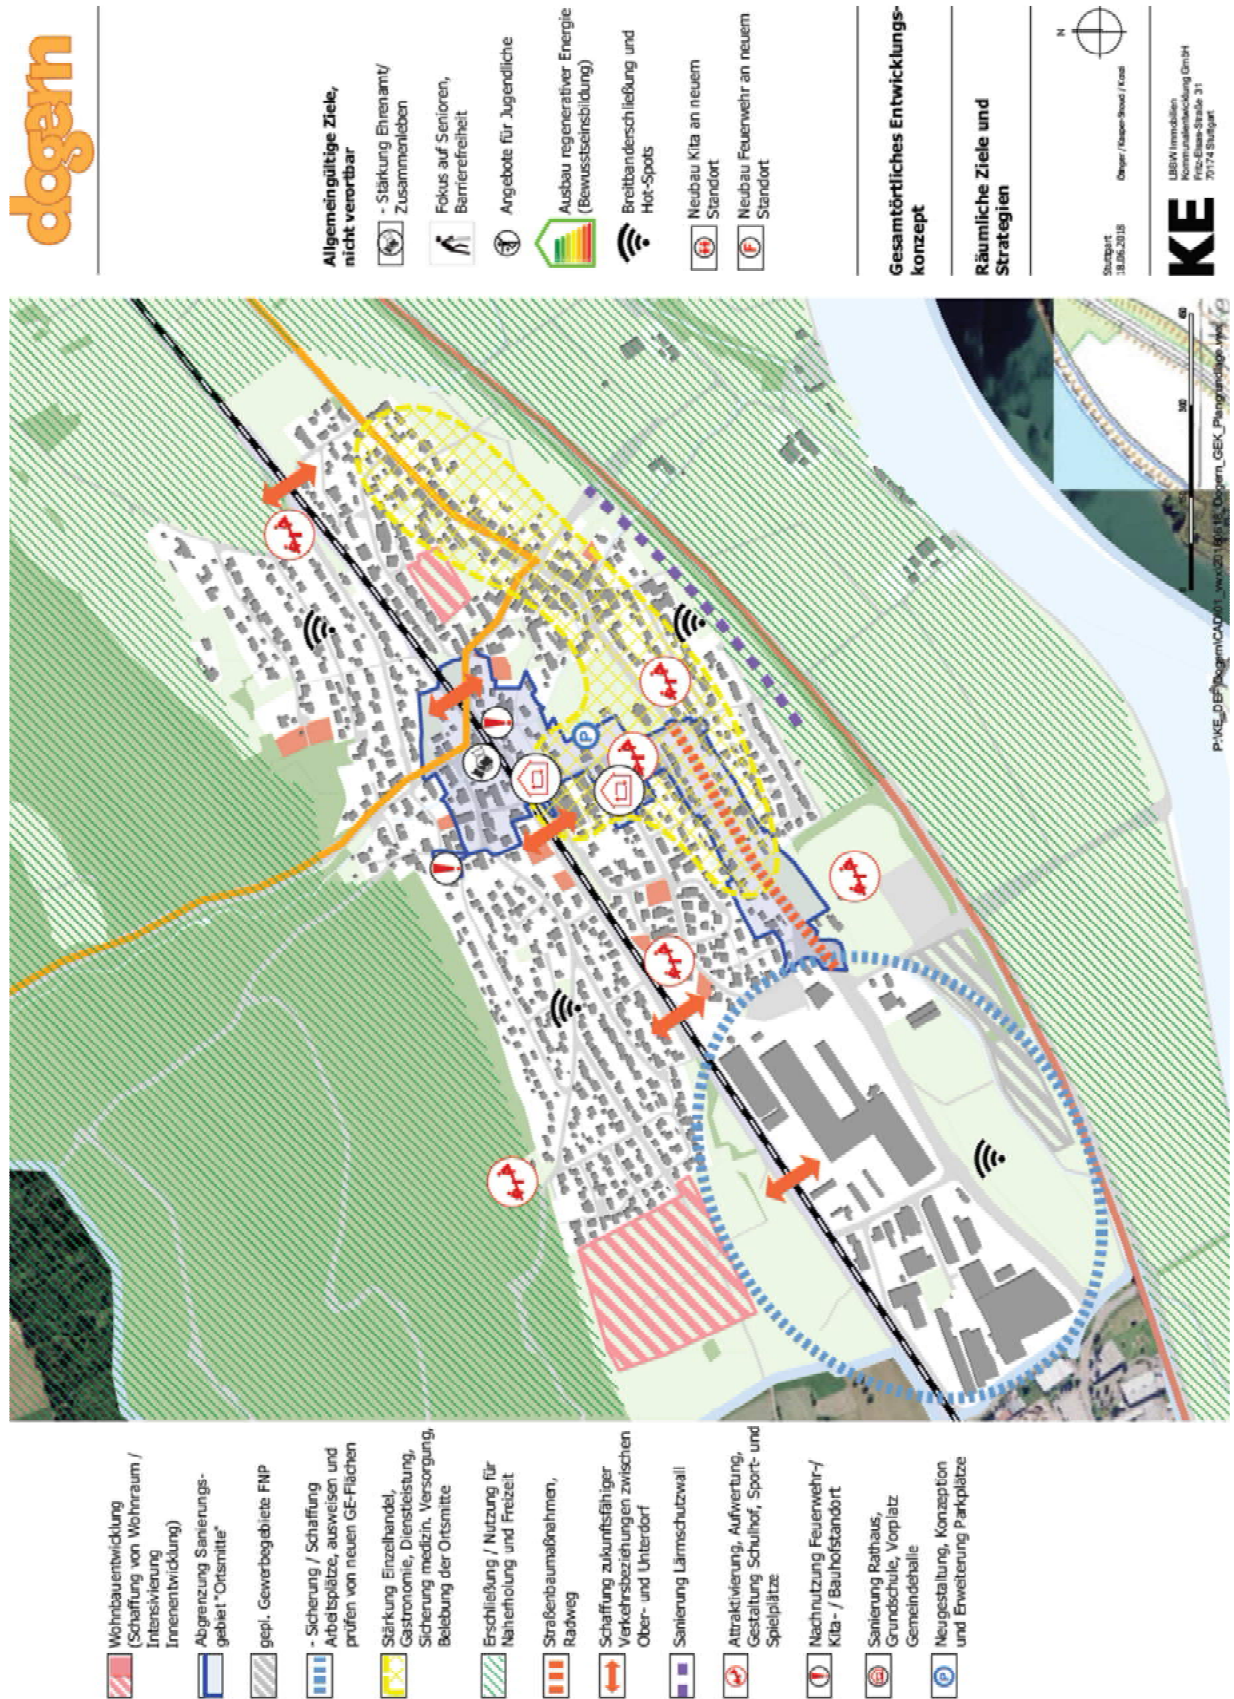 dogern
Allgemeingültige Ziele,
nicht verortbar
- Stärkung Ehrenamt/
Zusammenleben
Fokus auf Senioren,
Barrierefreiheit
Angebote für Jugendliche
Ausbau regenerativer Energie
(Bewusstseinsbildung)
Breitbanderschließung und
Hot-Spots
Neubau Kita an neuem
Standort
F
Neubau Feuerwehr an neuem
Standort
Gesamtörtliches Entwicklungs-
konzept
Räumliche Ziele und
Strategien
N
Stuttgart
18.06.2018
KE
LBBW Immobilien
Kommunalentwicklung GmbH
Fritz-Elsas-Straße 31
70174 Stuttgart
P
Wohnbauentwicklung
(Schaffung von Wohnraum /
Intensivierung
Innenentwicklung)
Abgrenzung Sanierungs-
gebiet "Ortsmitte"
gepl. Gewerbegebiete FNP
- Sicherung / Schaffung
Arbeitsplätze, ausweisen und
prüfen von neuen GE-Flächen
Stärkung Einzelhandel,
Gastronomie, Dienstleistung,
Sicherung medizin. Versorgung,
Belebung der Ortsmitte
Erschließung / Nutzung für
Naherholung und Freizeit
Straßenbaumaßnahmen,
Radweg
Schaffung zukunftsfähiger
Verkehrsbeziehungen zwischen
Ober- und Unterdorf
Sanierung Lärmschutzwall
Attraktivierung, Aufwertung,
Gestaltung Schulhof, Sport- und
Spielplätze
Nachnutzung Feuerwehr-/
Kita- / Bauhofstandort
Sanierung Rathaus,
Grundschule, Vorplatz
Gemeindehalle
P
Neugestaltung, Konzeption
und Erweiterung Parkplätze